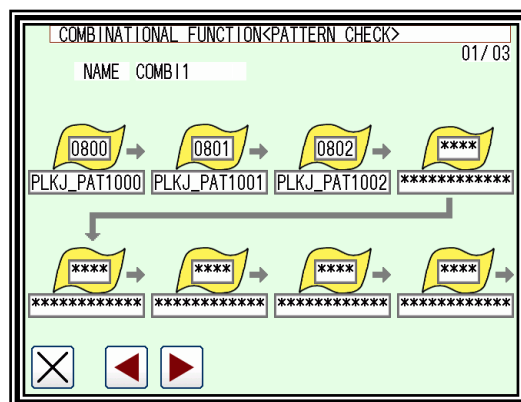 COMBINATIONAL FUNCTION<PATTERN CHECK>
01/03
NAME COMBI1
0800 0801 0802 ****
PLKJ_PAT1000 PLKJ_PAT1001 PLKJ_PAT1002 ************
**** **** **** ****
************ ************ ************ ************